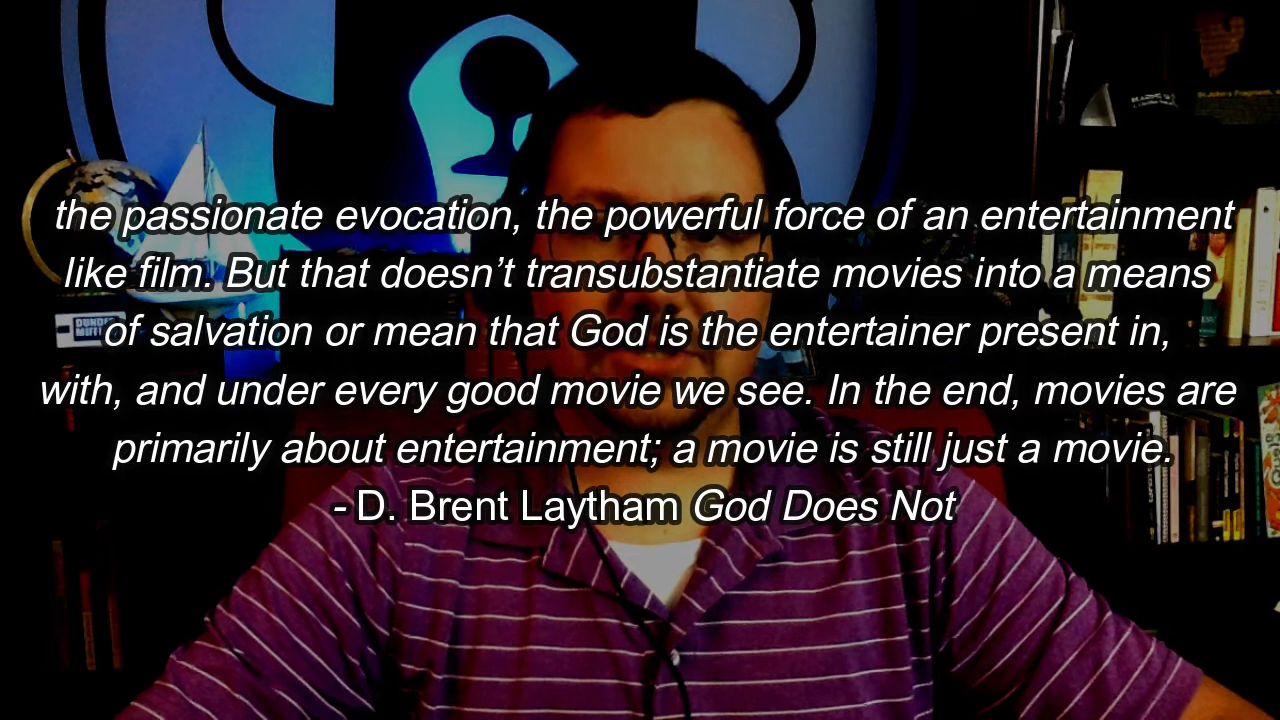 the passionate evocation, the powerful force of an entertainment
like film. But that doesn’t transubstantiate movies into a means
of salvation or mean that God is the entertainer present in,
with, and under every good movie we see. In the end, movies are
primarily about entertainment; a movie is still just a movie.
- D. Brent Laytham God Does Not